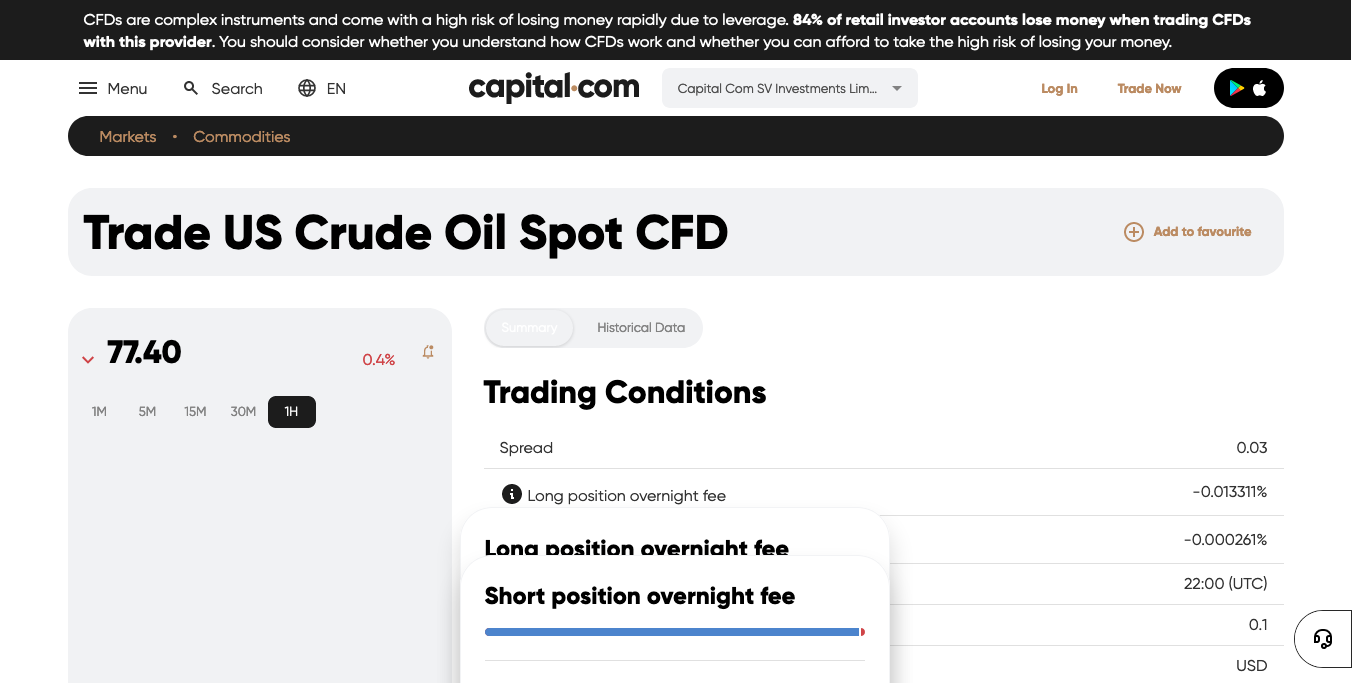 CFDs are complex instruments and come with a high risk of losing money rapidly due to leverage. 84% of retail investor accounts lose money when trading CFDs
with this provider. You should consider whether you understand how CFDs work and whether you can afford to take the high risk of losing your money.
Menu
Search
EN
capital.com
Capital Com SV Investments Lim...
Log In
Trade Now
Markets • Commodities
Trade US Crude Oil Spot CFD
Add to favourite
77.40
0.4%
1M 5M 15M 30M 1H
Summary
Historical Data
Trading Conditions
Spread 0.03
Long position overnight fee -0.013311%
Long position overnight fee
-0.000261%
Short position overnight fee
22:00 (UTC)
0.1
USD